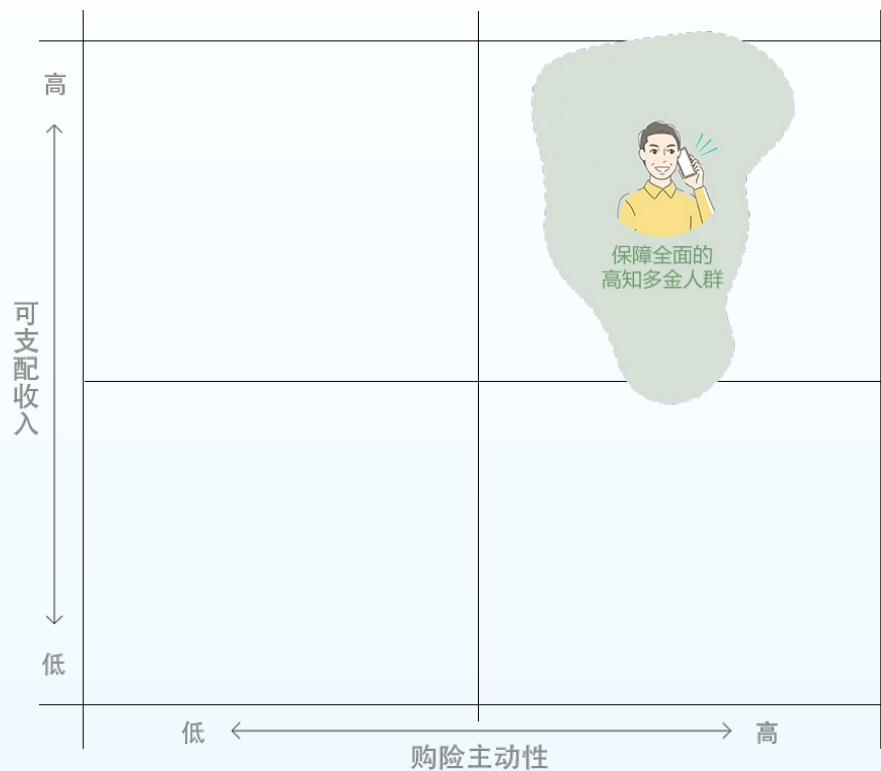 高
保障全面的
高知多金人群
可支配收入
低
低
高
购险主动性